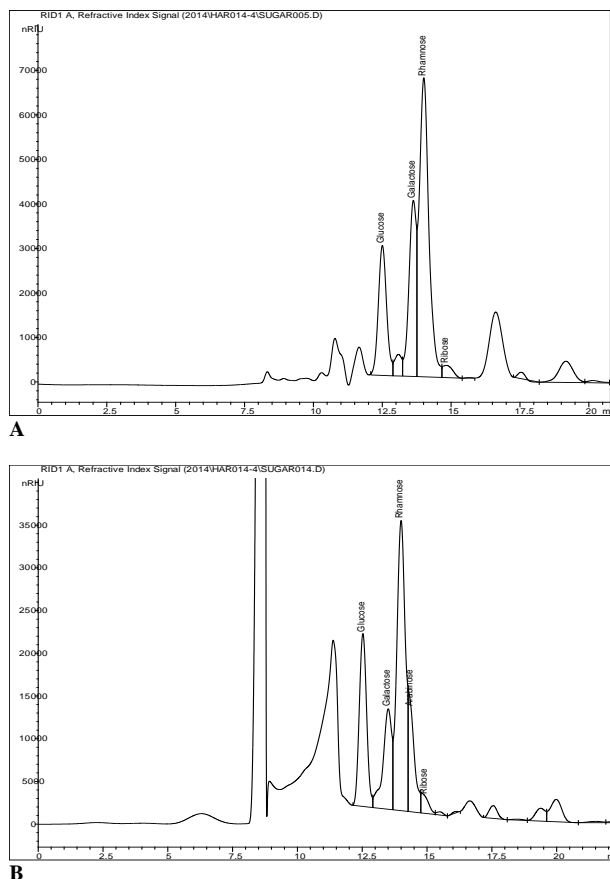 RID1 A, Refractive Index Signal (2014\HAR014-4\SUGAR005.D)
nRIU
70000
60000
50000
40000
30000
20000
10000
0
Glucose
Galactose
Rhamnose
Ribose
0 2.5 5 7.5 10 12.5 15 17.5 20 m
A
RID1 A, Refractive Index Signal (2014\HAR014-4\SUGAR014.D)
nRIU
35000
30000
25000
20000
15000
10000
5000
0
Glucose
Galactose
Rhamnose
Arabinose
Ribose
0 2.5 5 7.5 10 12.5 15 17.5 20
B